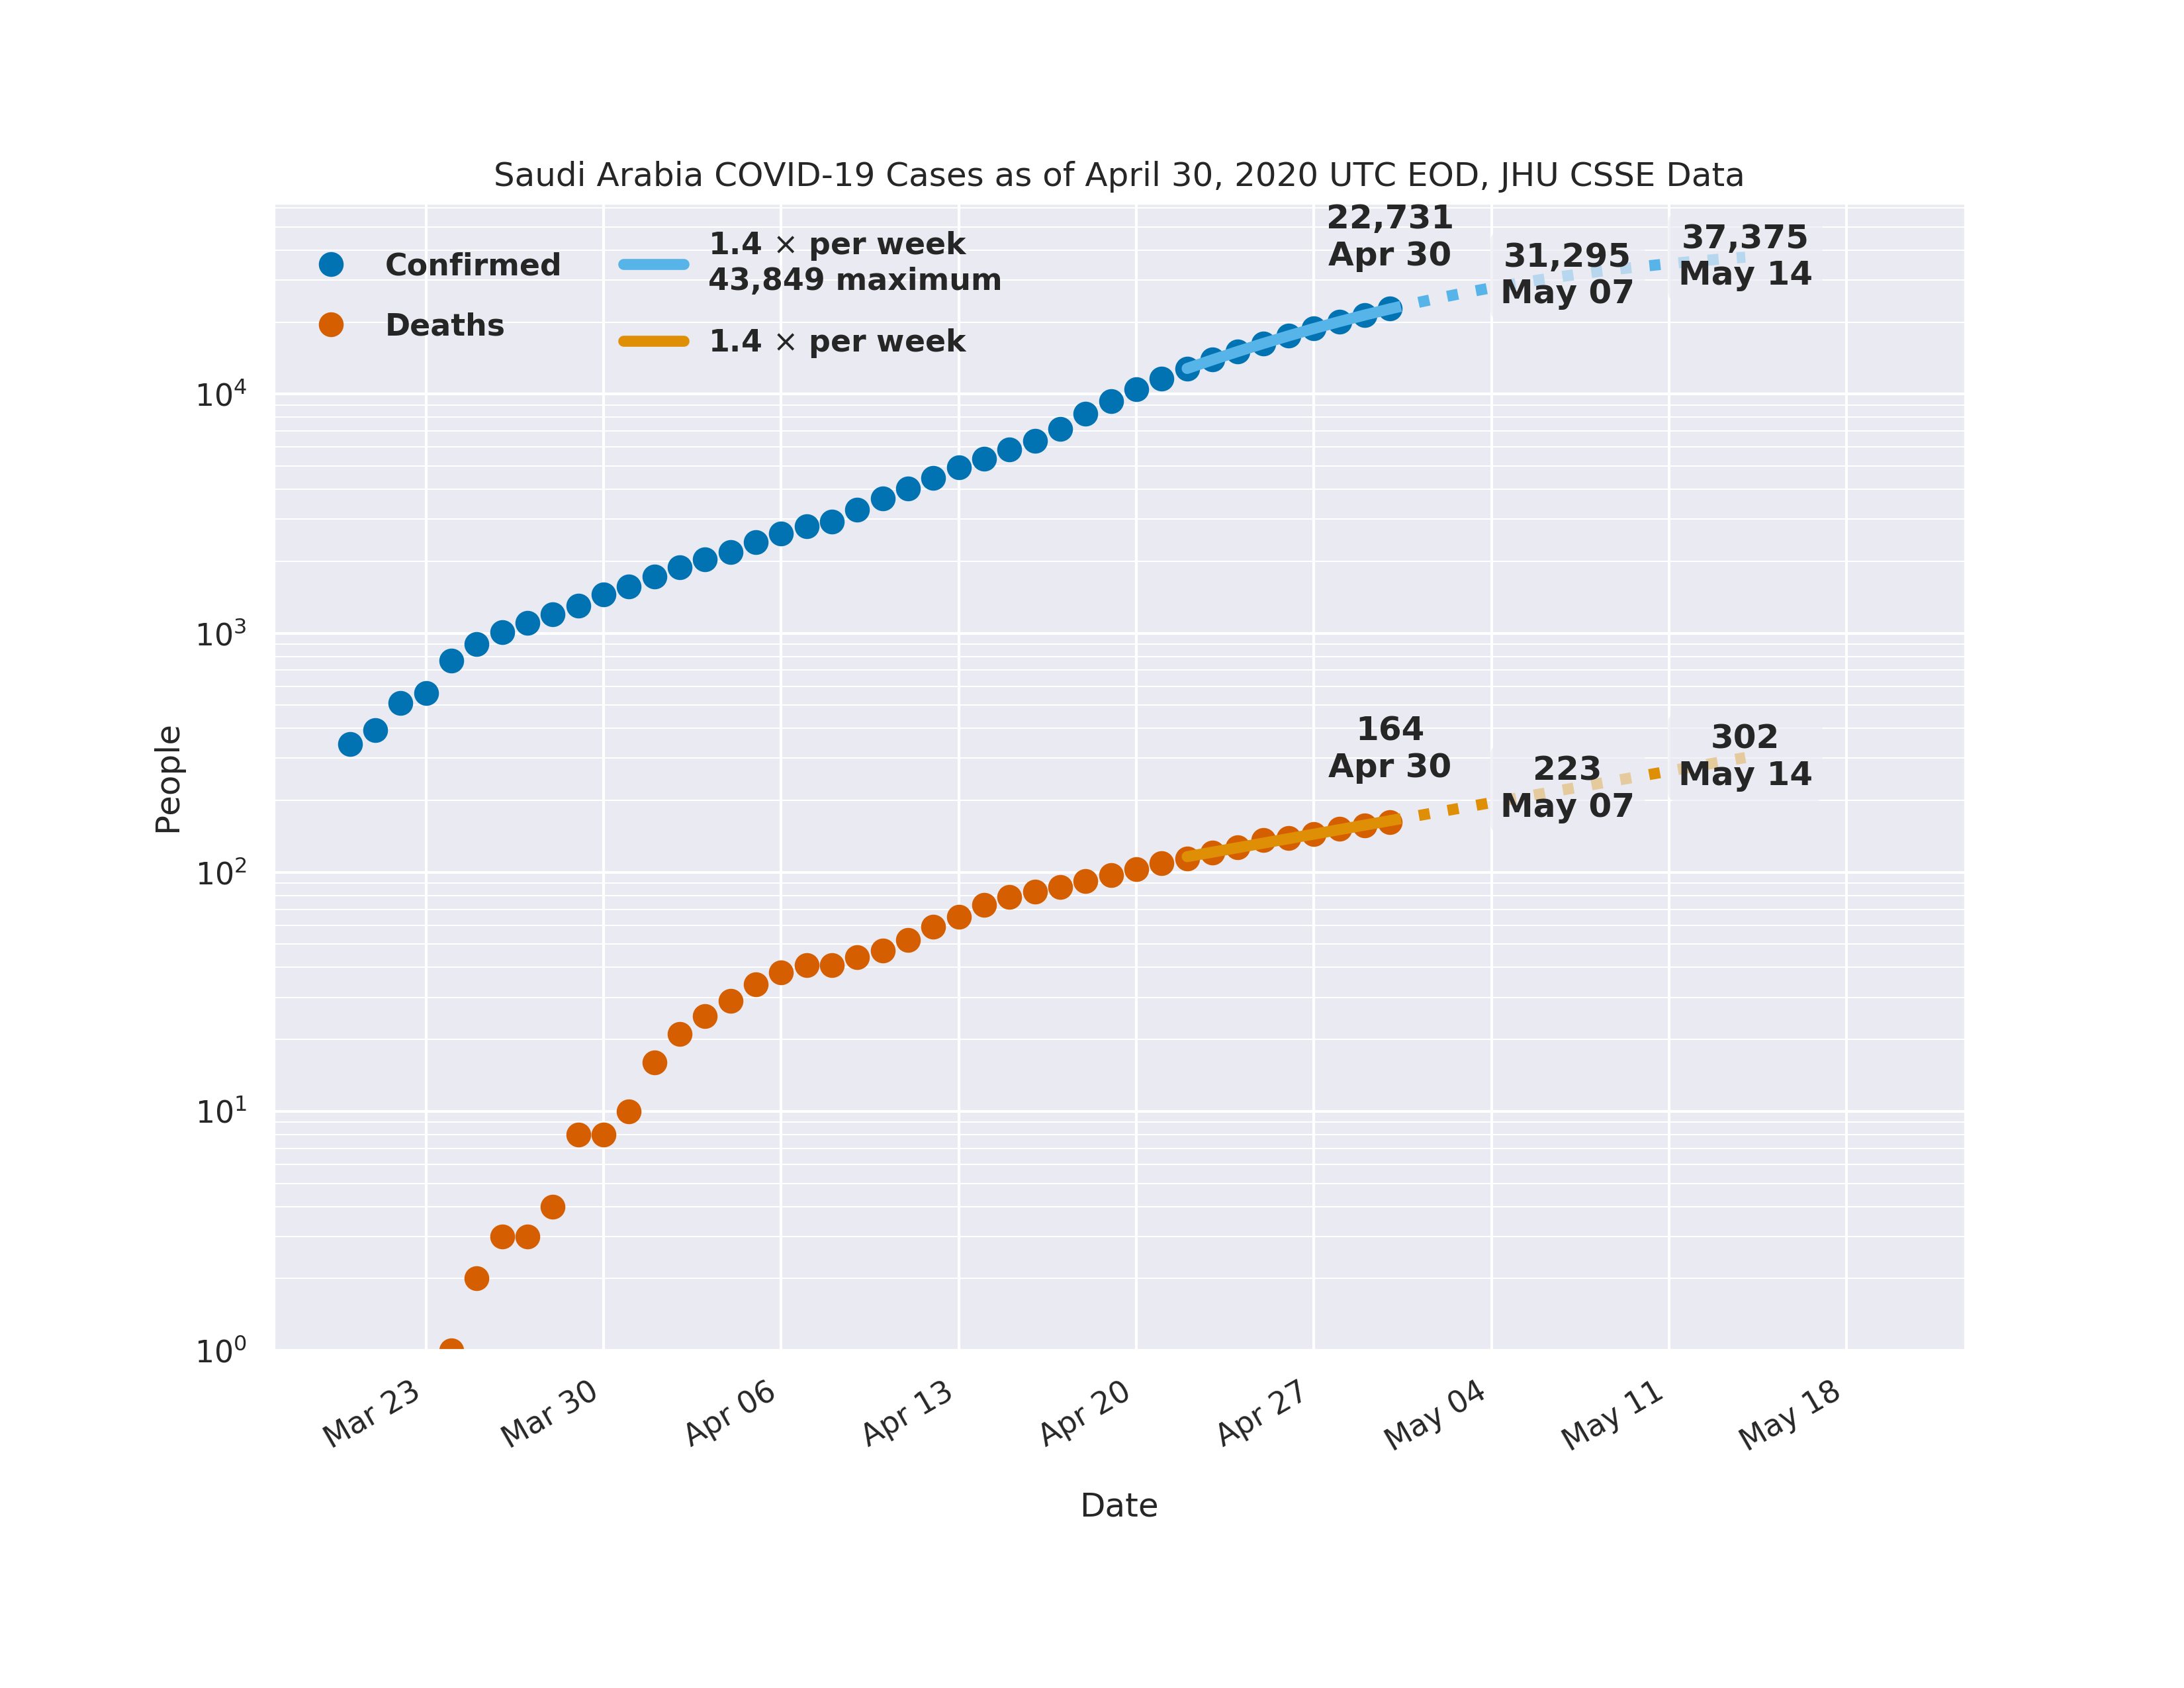 Saudi Arabia COVID-19 Cases as of April 30, 2020 UTC EOD, JHU CSSE Data
Confirmed
Deaths
1.4 × per week
43,849 maximum
1.4 × per week
22,731
Apr 30
31,295
May 07
37,375
May 14
164
Apr 30
223
May 07
302
May 14
People
10⁴
10³
10²
10¹
10⁰
Mar 23
Mar 30
Apr 06
Apr 13
Apr 20
Apr 27
May 04
May 11
May 18
Date